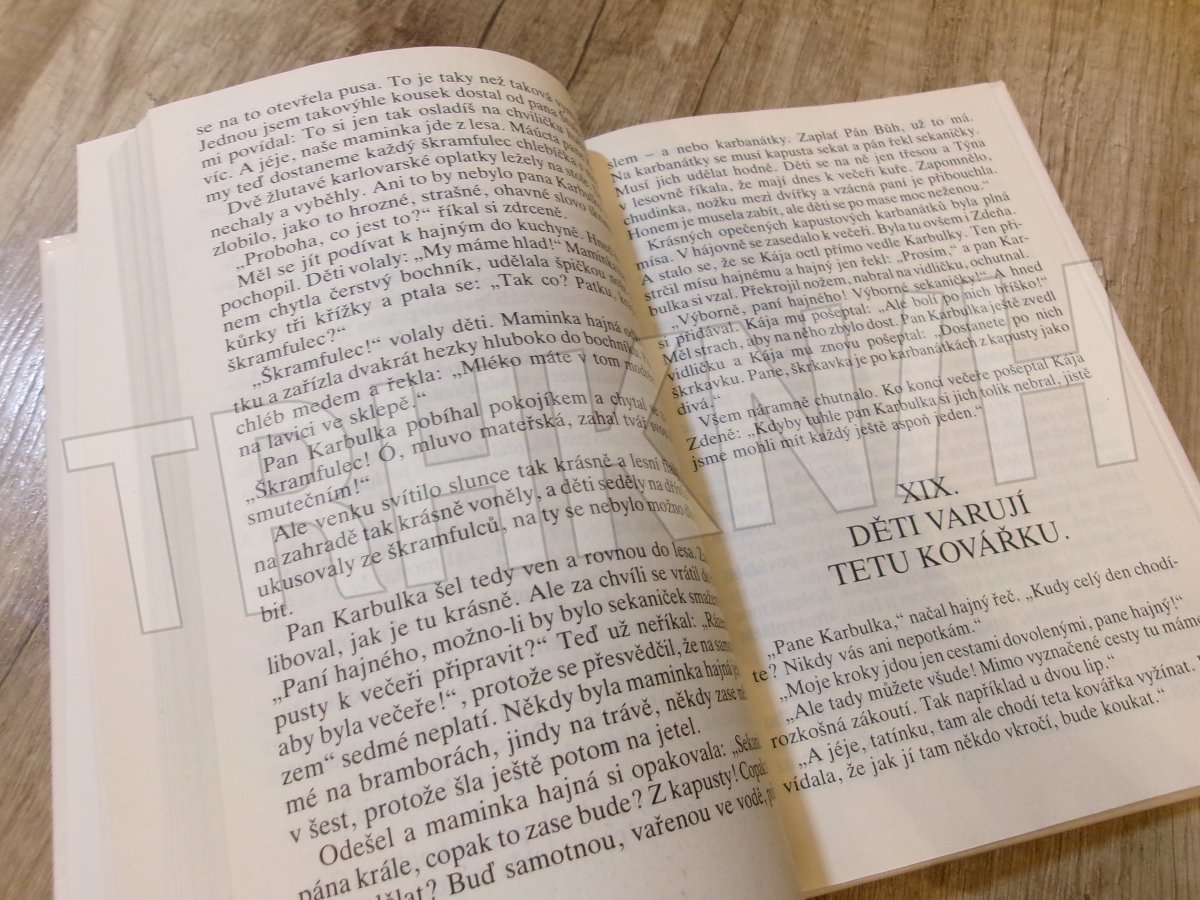 se na to otevřela pusa. To je taky než taková
Jednou jsem takovýhle kousek dostal od pana
mi povídal: To si jen tak osladíš na chviličku
víc. A jéje, naše maminka jde z lesa. Máúcta
my teď dostaneme každý škramfulec chlebíčka
Dvě žlutavé karlovarské oplatky ležely na stole
nechaly a vyběhly. Ani to by nebylo pana
zlobilo, jako to hrozné, strašné, ohavné slovo
„Proboha, co jest to?“ říkal si zdrceně.
Měl se jít podívat k hajným do kuchyně.
pochopil. Děti volaly: „My máme hlad!“
nem chytla čerstvý bochník, udělala špičkou
kůrky tři křížky a ptala se: „Tak co? Patku,
škramfulec?“
„Škramfulec!“ volaly děti. Maminka hajná
tku a zařízla dvakrát hezky hluboko do
chléb medem a řekla: „Mléko máte v tom
na lavici ve sklepě.“
Pan Karbulka pobíhal pokojíkem a chytal se
„Škramfulec! Ó, mluvo mateřská, zahal tvář
smutečním!“
Ale venku svítilo slunce tak krásně a lesní
na zahradě tak krásně voněly, a děti seděly na
ukusovaly ze škramfulců, na ty se nebylo možno
bit.
Pan Karbulka šel tedy ven a rovnou do lesa.
liboval, jak je tu krásně. Ale za chvíli se vrátil
„Paní hajného, možno-li by bylo sekaniček
pusty k večeři připravit?“ Teď už neříkal:
aby byla večeře!“, protože se přesvědčil, že na
zem“ sedmé neplatí. Někdy byla maminka hajná
mé na bramborách, jindy na trávě, někdy zase
v šest, protože šla ještě potom na jetel.
Odešel a maminka hajná si opakovala:
pána krále, copak to zase bude? Z kapusty! Copak
Buď samotnou, vařenou ve vodě,
slem – a nebo karbanátky. Zaplať Pán Bůh, už to má.
Na karbanátky se musí kapusta sekat a pán řekl sekaničky.
Musí jich udělat hodně. Děti se na ně jen třesou a Týna
v lesovně říkala, že mají dnes k večeři kuře. Zapomnělo,
chudinka, nožku mezi dvířky a vzácná paní je přibouchla.
Honem je musela zabít, ale děti se po mase moc neženou.“
Krásných opečených kapustových karbanátků byla plná
mísa. V hájovně se zasedalo k večeři. Byla tu ovšem i Zdeňa.
A stalo se, že se Kája octl přímo vedle Karbulky. Ten při-
strčil mísu hajnému a hajný jen řekl: „Prosím,“ a pan Kar-
bulka si vzal. Překrojil nožem, nabral na vidličku, ochutnal.
„Výborně, paní hajného! Výborné sekaničky!“ A hned
si přidával. Kája mu pošeptal: „Ale bolí po nich bříško!“
Měl strach, aby na něho zbylo dost. Pan Karbulka ještě zvedl
vidličku a Kája mu znovu pošeptal: „Dostanete po nich
škrkavku. Pane, škrkavka je po karbanátkách z kapusty jako
divá.“
Všem náramně chutnalo. Ko konci večeře pošeptal Kája
Zdeně: „Kdyby tuhle pan Karbulka si jich tolik nebral, jistě
jsme mohli mít každý ještě aspoň jeden.“
XIX.
DĚTI VARUJÍ
TETU KOVÁŘKU.
„Pane Karbulka,“ načal hajný řeč. „Kudy celý den chodí-
te? Nikdy vás ani nepotkám.“
„Moje kroky jdou jen cestami dovolenými, pane hajný!“
„Ale tady můžete všude! Mimo vyznačené cesty tu máme
rozkošná zákoutí. Tak například u dvou lip.“
„A jéje, tatínku, tam ale chodí teta kovářka vyžínat.
vídala, že jak jí tam někdo vkročí, bude koukat.“